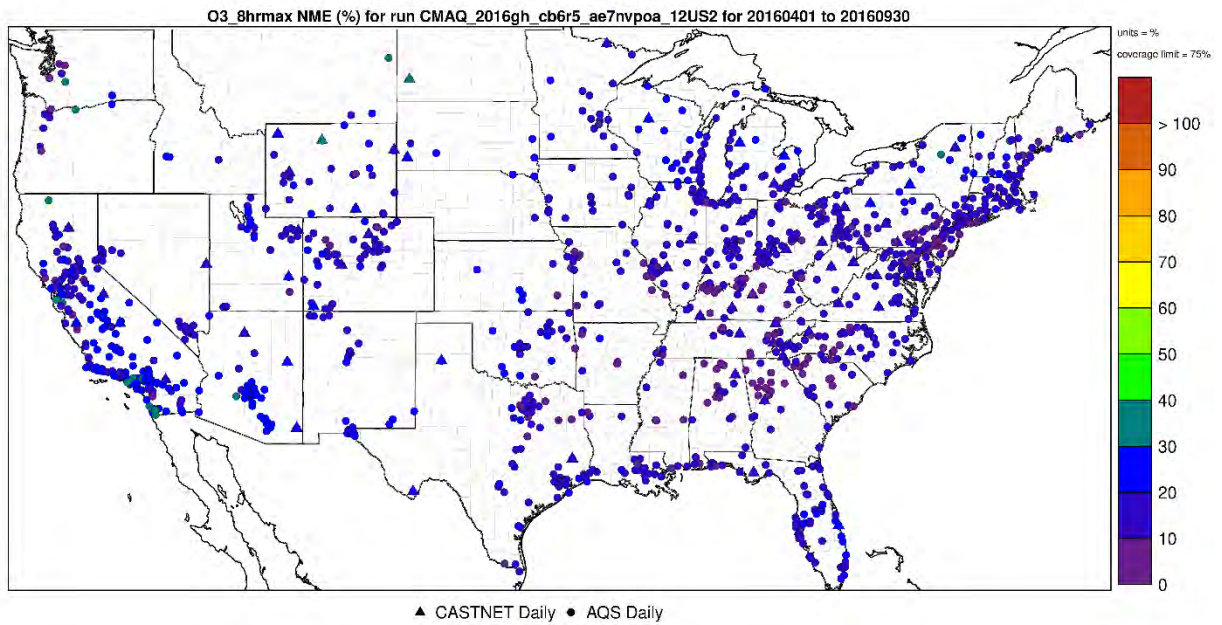 O3_8hrmax NME (%) for run CMAQ_2016gh_cb6r5_ae7nvpoa_12US2 for 20160401 to 20160930
units = %
coverage limit = 75%
> 100
90
80
70
60
50
40
30
20
10
0
▲ CASTNET Daily ● AQS Daily